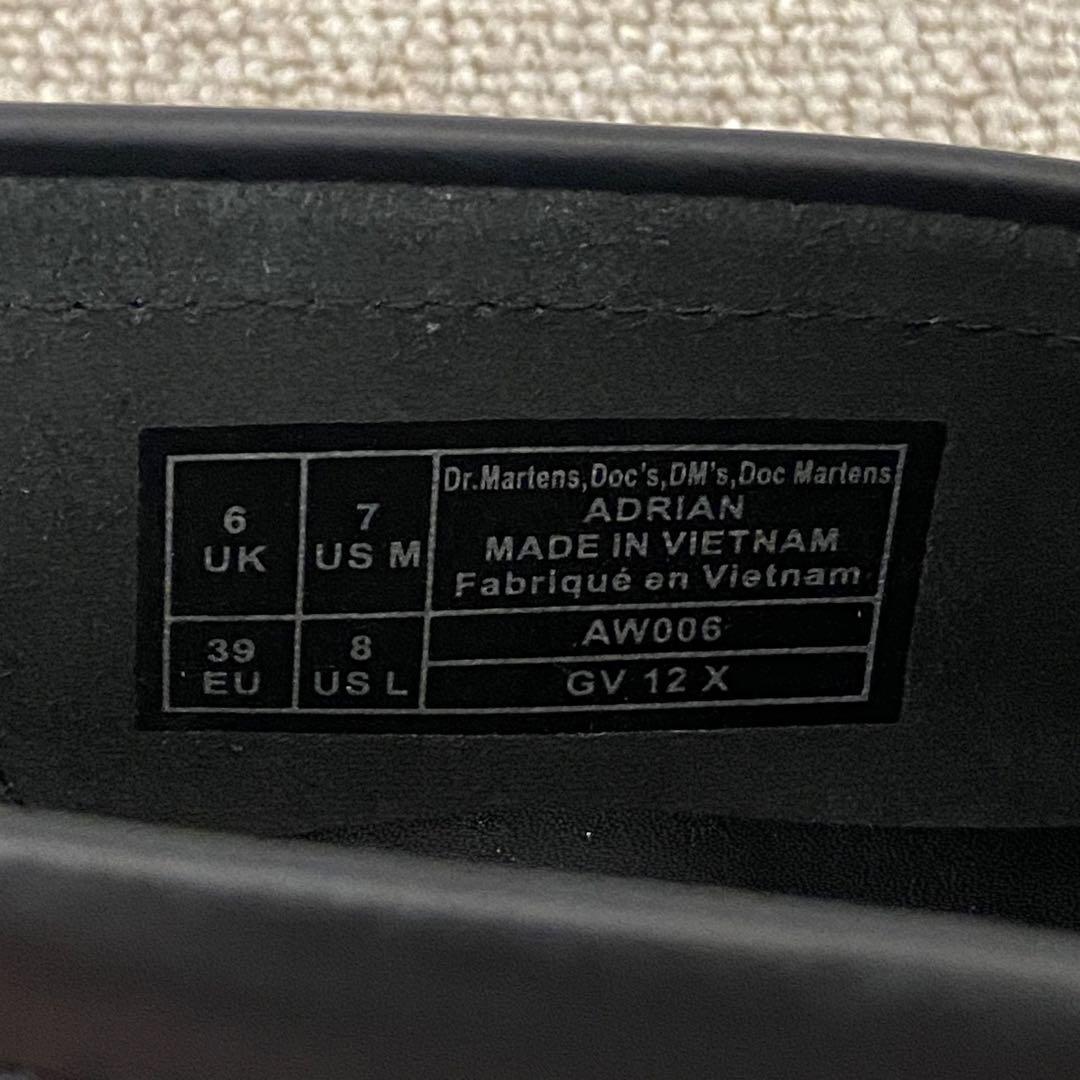 6
UK
7
US M
39
EU
8
US L
Dr.Martens,Doc's,DM's,Doc Martens
ADRIAN
MADE IN VIETNAM
Fabriqué en Vietnam
AW006
GV 12 X